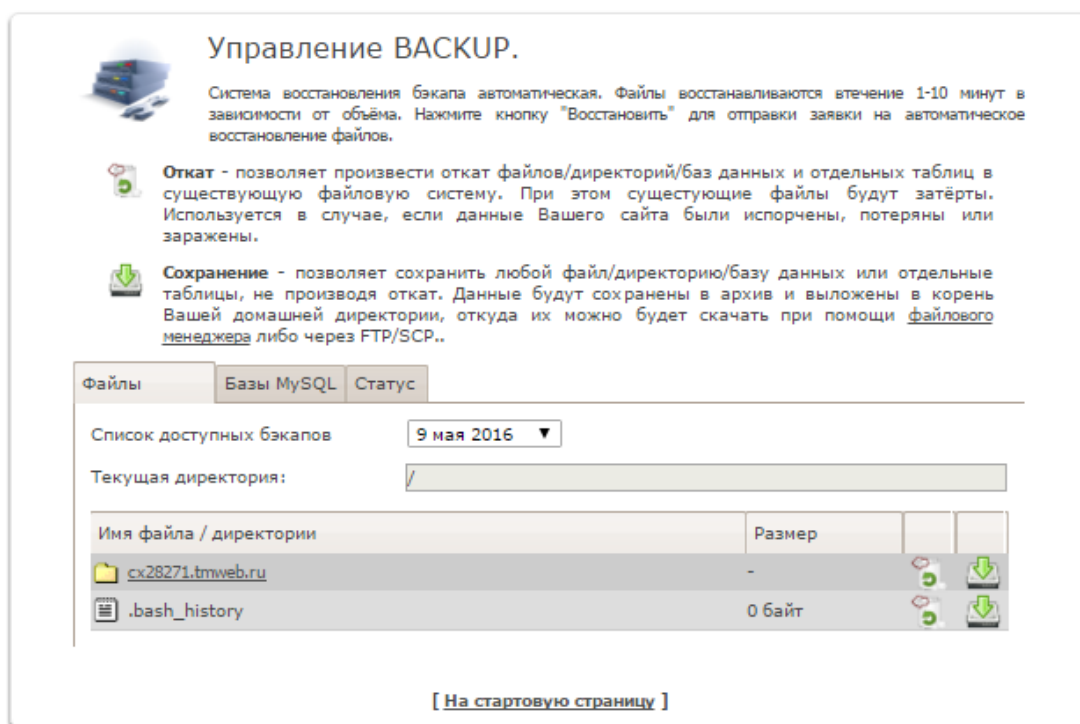 Управление BACKUP.
Система восстановления бэкапа автоматическая. Файлы восстанавливаются втечение 1-10 минут в
зависимости от объёма. Нажмите кнопку "Восстановить" для отправки заявки на автоматическое
восстановление файлов.
Откат - позволяет произвести откат файлов/директорий/баз данных и отдельных таблиц в
существующую файловую систему. При этом сущестующие файлы будут затёрты.
Используется в случае, если данные Вашего сайта были испорчены, потеряны или
заражены.
Сохранение - позволяет сохранить любой файл/директорию/базу данных или отдельные
таблицы, не производя откат. Данные будут сохранены в архив и выложены в корень
Вашей домашней директории, откуда их можно будет скачать при помощи файлового
менеджера либо через FTP/SCP..
Файлы Базы MySQL Статус
Список доступных бэкапов 9 мая 2016
Текущая директория: /
Имя файла / директории Размер
cx28271.tmweb.ru -
.bash_history 0 байт
[ На стартовую страницу ]